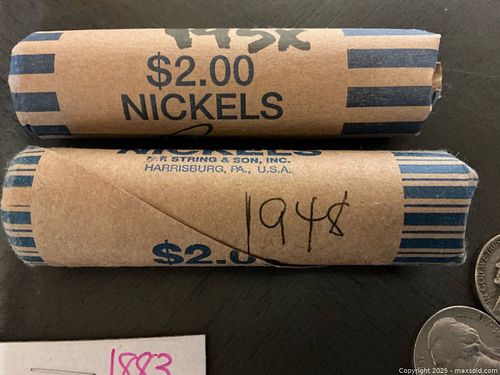 $2.00
NICKELS
NICKELS
STRING & SON, INC.
HARRISBURG, PA., U.S.A.
1948
$2.0
1883
Copyright © 2025 - maxsold.com